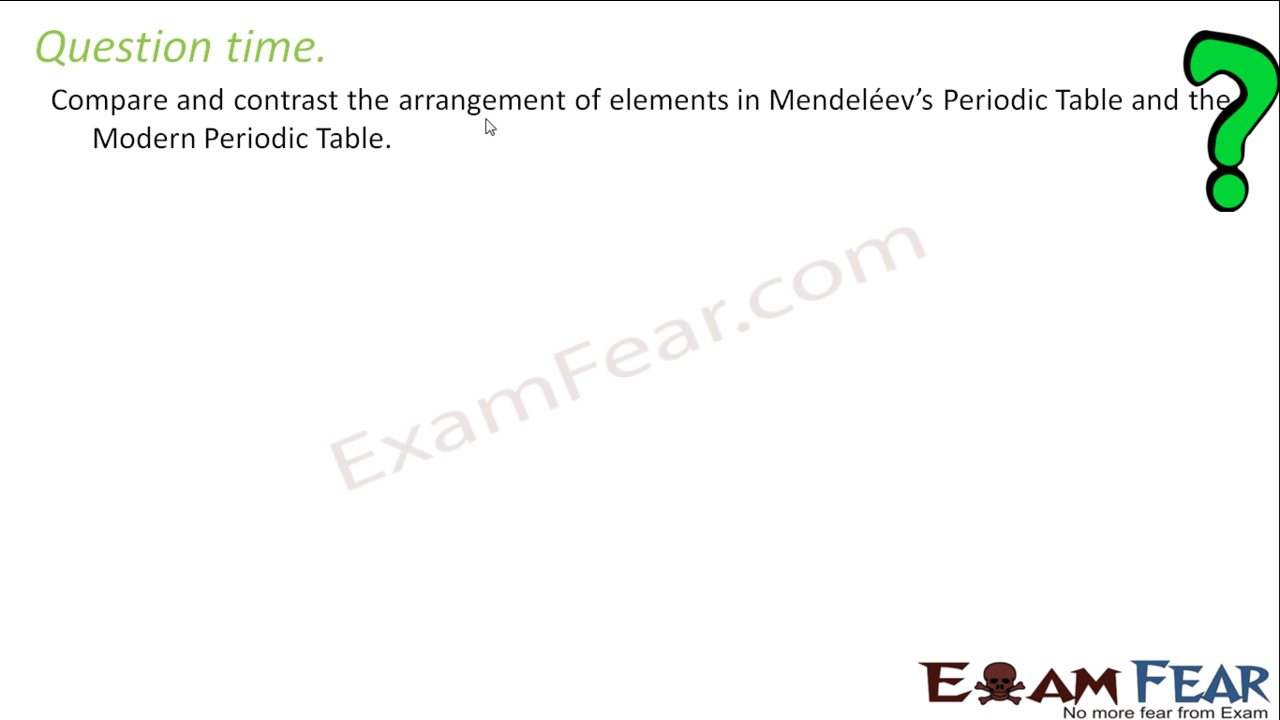 Question time.
Compare and contrast the arrangement of elements in Mendeléev’s Periodic Table and the
Modern Periodic Table.
ExamFear.com
EXAM FEAR
No more fear from Exam